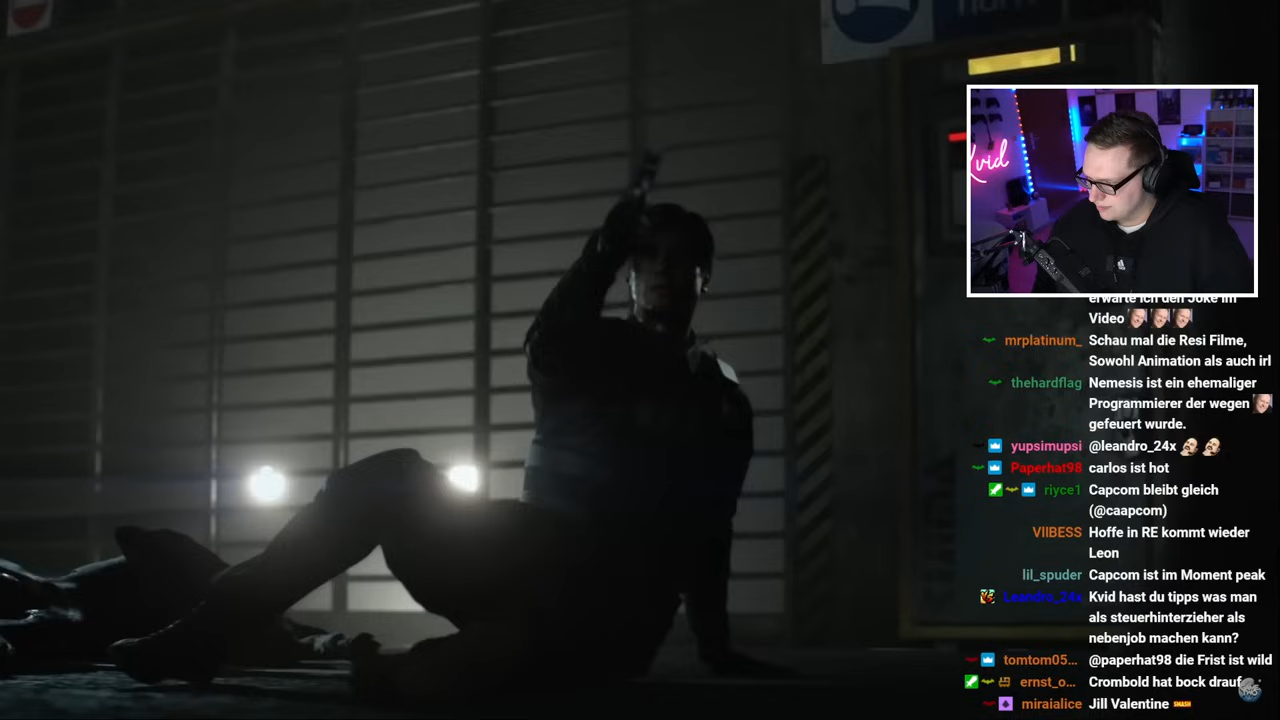 Kvid
erwarte ich den Joke im
Video
mrplatinum_ Schau mal die Resi Filme,
Sowohl Animation als auch irl
thehardflag Nemesis ist ein ehemaliger
Programmierer der wegen
gefeuert wurde.
yupsimupsi @leandro_24x
Paperhat98 carlos ist hot
riyce1 Capcom bleibt gleich
(@caapcom)
VIIBESS Hoffe in RE kommt wieder
Leon
lil_spuder Capcom ist im Moment peak
Leandro_24x Kvid hast du tipps was man
als steuerhinterzieher als
nebenjob machen kann?
tomtom05... @paperhat98 die Frist ist wild
ernst_o... Crombold hat bock drauf
miraialice Jill Valentine SMASH